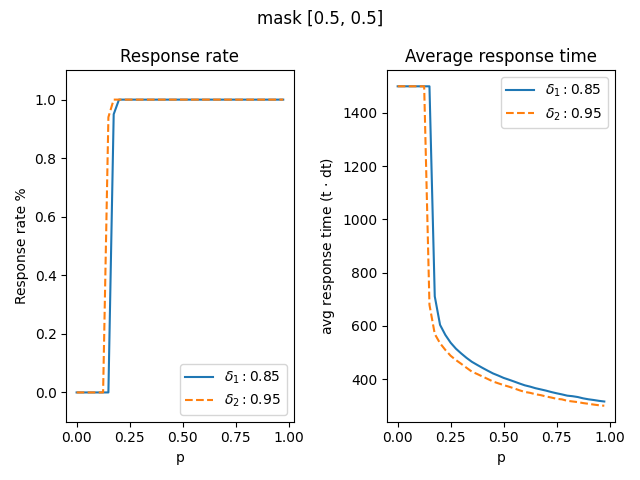 mask [0.5, 0.5]
Response rate
Response rate %
1.0
0.8
0.6
0.4
0.2
0.0
δ₁ : 0.85
δ₂ : 0.95
0.00 0.25 0.50 0.75 1.00
p
Average response time
avg response time (t · dt)
1400
1200
1000
800
600
400
δ₁ : 0.85
δ₂ : 0.95
0.00 0.25 0.50 0.75 1.00
p